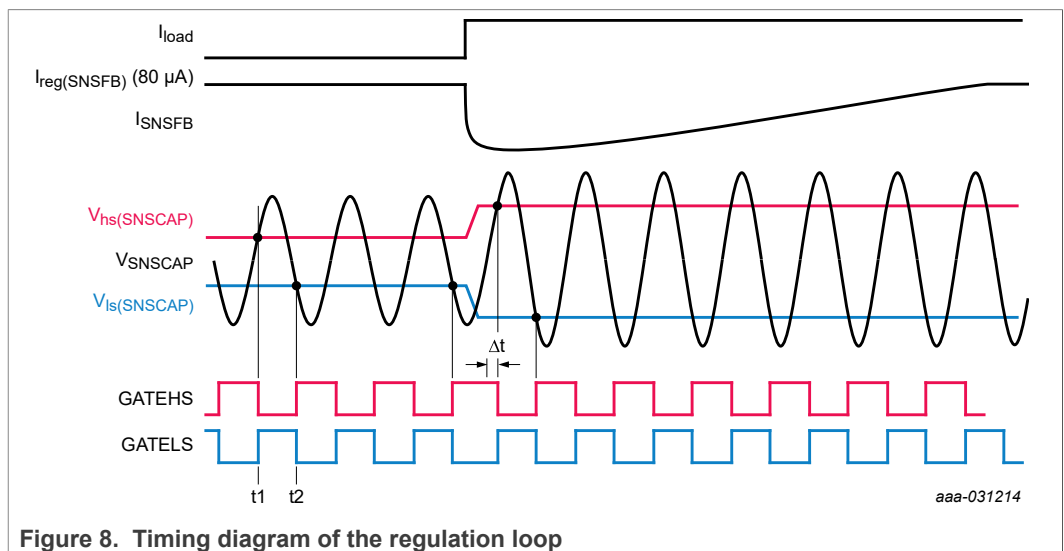 Iload
Ireg(SNSFB) (80 µA)
ISNSFB
Vhs(SNSCAP)
VSNSCAP
Vls(SNSCAP)
Δt
GATEHS
GATELS
t1 t2
aaa-031214
Figure 8. Timing diagram of the regulation loop